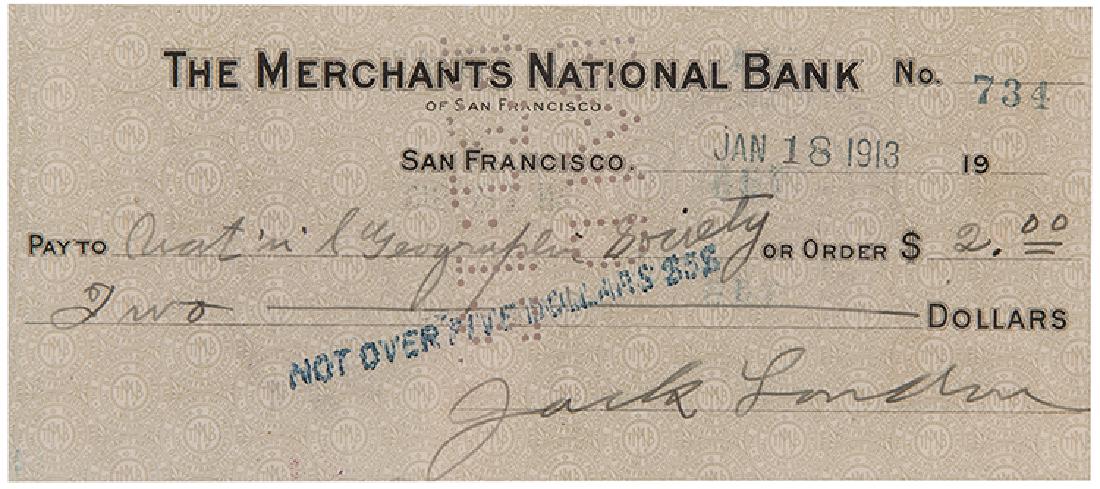 THE MERCHANTS NATIONAL BANK No. 734
OF SAN FRANCISCO
SAN FRANCISCO. JAN 18 1913 19
PAY TO Nat'n'l Geographic Society OR ORDER $ 2.00
Two DOLLARS
NOT OVER FIVE DOLLARS $5$
Jack London